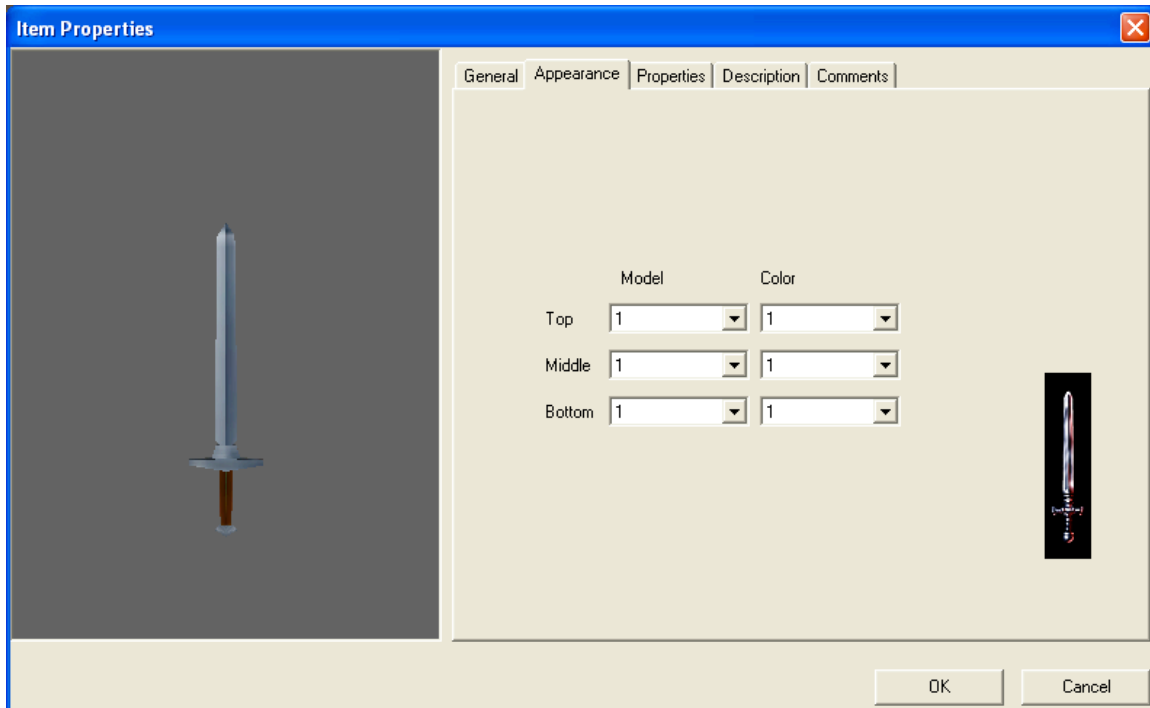 Item Properties
General Appearance Properties Description Comments
Model Color
Top 1 1
Middle 1 1
Bottom 1 1
OK Cancel